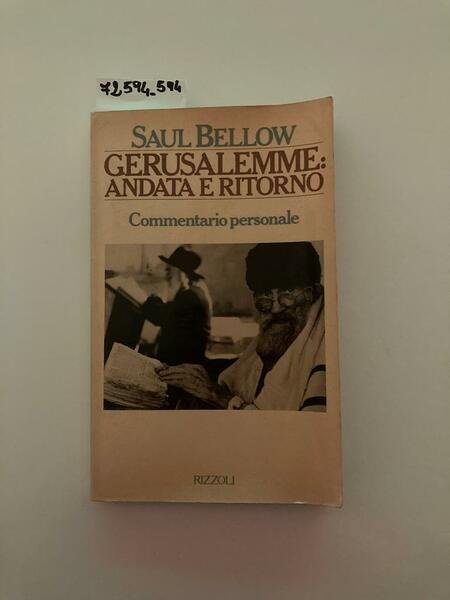 72594_594
SAUL BELLOW
GERUSALEMME:
ANDATA E RITORNO
Commentario personale
RIZZOLI